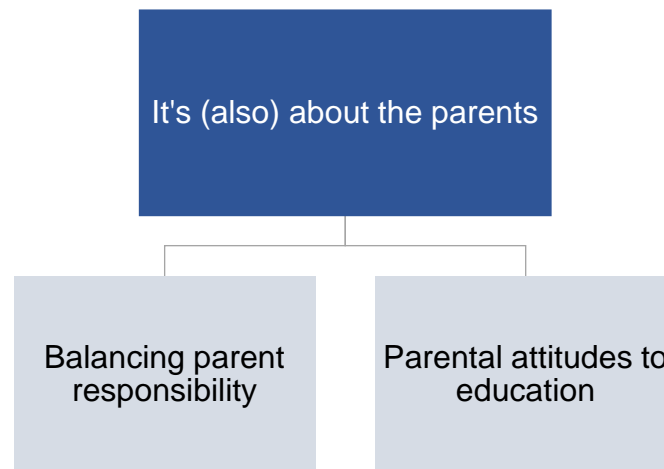 It's (also) about the parents
Balancing parent
responsibility
Parental attitudes to
education